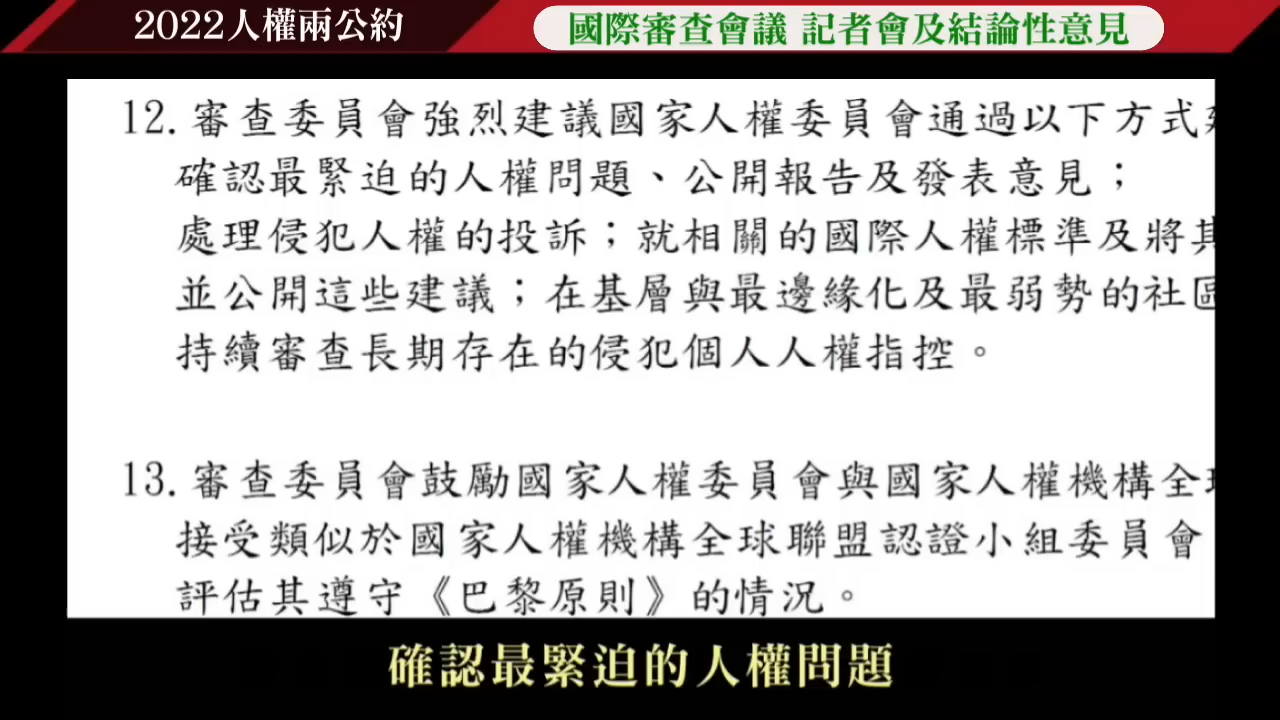 2022人權兩公約
國際審查會議 記者會及結論性意見
12.審查委員會強烈建議國家人權委員會通過以下方式
確認最緊迫的人權問題、公開報告及發表意見；
處理侵犯人權的投訴；就相關的國際人權標準及將其
並公開這些建議；在基層與最邊緣化及最弱勢的社區
持續審查長期存在的侵犯個人人權指控。
13.審查委員會鼓勵國家人權委員會與國家人權機構全
接受類似於國家人權機構全球聯盟認證小組委員會
評估其遵守《巴黎原則》的情況。
確認最緊迫的人權問題